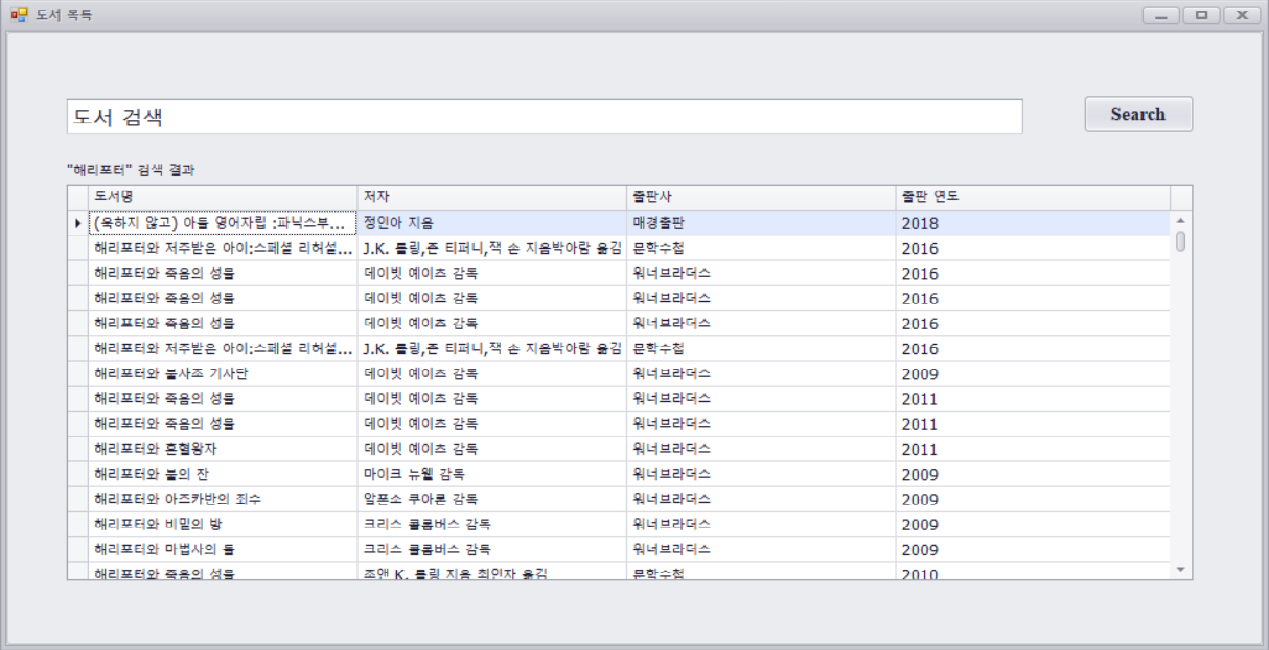 도서 목록
도서 검색
Search
"해리포터" 검색 결과
도서명 저자 출판사 출판 연도
(욱하지 않고) 아들 영어자립 :파닉스부... 정인아 지음 매경출판 2018
해리포터와 저주받은 아이:스페셜 리허설... J.K. 롤링,존 티퍼니,잭 손 지음박아람 옮김 문학수첩 2016
해리포터와 죽음의 성물 데이빗 예이츠 감독 워너브라더스 2016
해리포터와 죽음의 성물 데이빗 예이츠 감독 워너브라더스 2016
해리포터와 죽음의 성물 데이빗 예이츠 감독 워너브라더스 2016
해리포터와 저주받은 아이:스페셜 리허설... J.K. 롤링,존 티퍼니,잭 손 지음박아람 옮김 문학수첩 2016
해리포터와 불사조 기사단 데이빗 예이츠 감독 워너브라더스 2009
해리포터와 죽음의 성물 데이빗 예이츠 감독 워너브라더스 2011
해리포터와 죽음의 성물 데이빗 예이츠 감독 워너브라더스 2011
해리포터와 혼혈왕자 데이빗 예이츠 감독 워너브라더스 2011
해리포터와 불의 잔 마이크 뉴웰 감독 워너브라더스 2009
해리포터와 아즈카반의 죄수 알폰소 쿠아론 감독 워너브라더스 2009
해리포터와 비밀의 방 크리스 콜롬버스 감독 워너브라더스 2009
해리포터와 마법사의 돌 크리스 콜롬버스 감독 워너브라더스 2009
해리포터와 죽음의 성물 조앤 K. 롤링 지음 최인자 옮김 문학수첩 2010